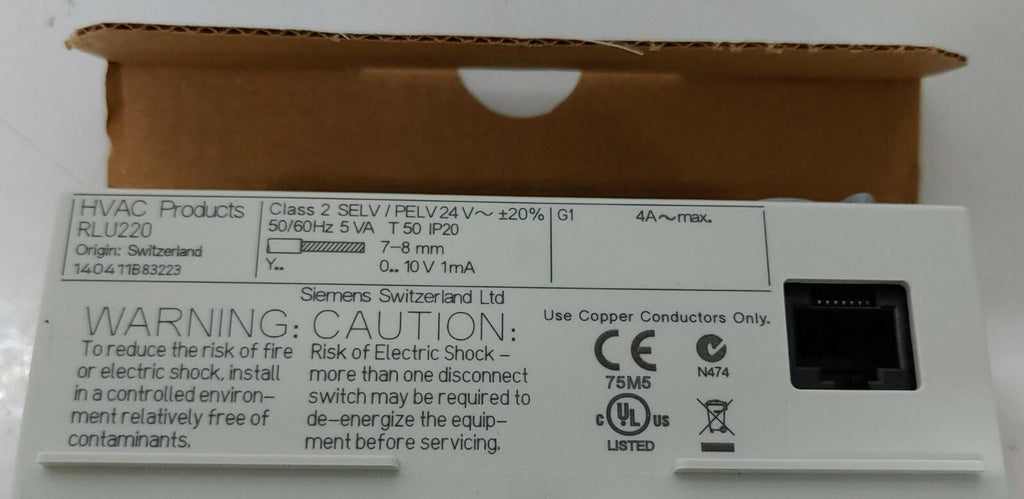 HVAC Products
RLU220
Origin: Switzerland
140411B83223
Class 2 SELV / PELV 24 V~ ±20%
50/60Hz 5 VA T 50 IP20
7-8 mm
Y... 0... 10 V 1mA
G1 4A~max.
Siemens Switzerland Ltd
WARNING:
To reduce the risk of fire
or electric shock, install
in a controlled environ-
ment relatively free of
contaminants.
CAUTION:
Risk of Electric Shock –
more than one disconnect
switch may be required to
de-energize the equip-
ment before servicing.
Use Copper Conductors Only.
CE
75M5
N474
c UL us
LISTED